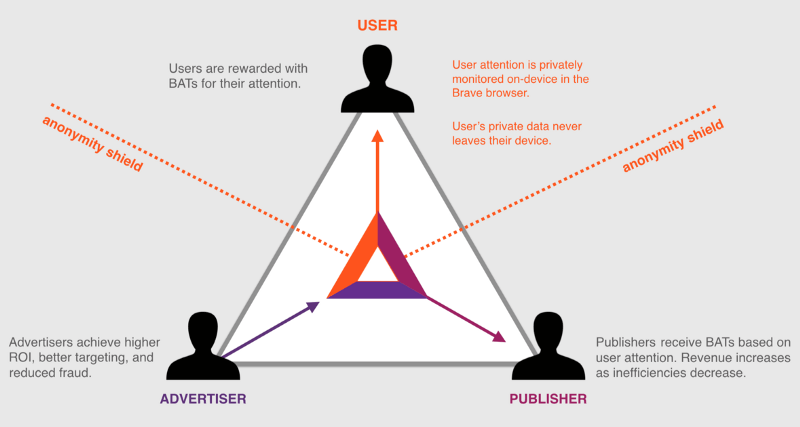 USER
Users are rewarded with
BATs for their attention.
User attention is privately
monitored on-device in the
Brave browser.
User's private data never
leaves their device.
anonymity shield
anonymity shield
Advertisers achieve higher
ROI, better targeting, and
reduced fraud.
Publishers receive BATs based on
user attention. Revenue increases
as inefficiencies decrease.
ADVERTISER
PUBLISHER